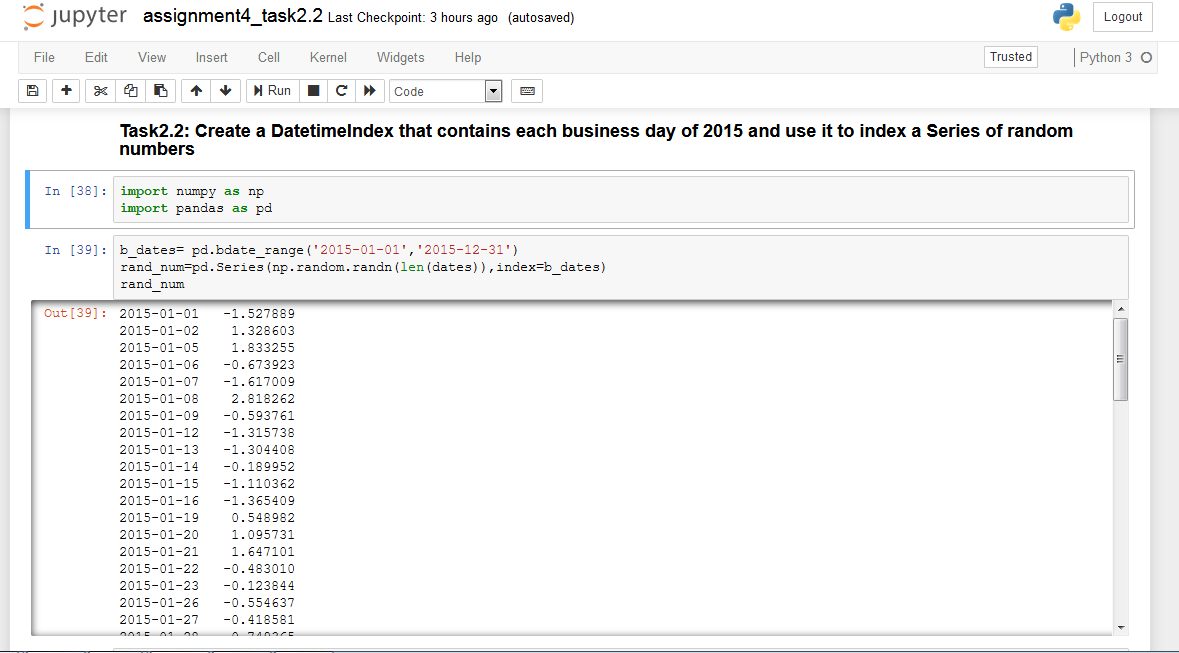 jupyter assignment4_task2.2 Last Checkpoint: 3 hours ago (autosaved) Logout
File Edit View Insert Cell Kernel Widgets Help Trusted Python 3
Run Code
Task2.2: Create a DatetimeIndex that contains each business day of 2015 and use it to index a Series of random
numbers
In [38]: import numpy as np
import pandas as pd
In [39]: b_dates= pd.bdate_range('2015-01-01','2015-12-31')
rand_num=pd.Series(np.random.randn(len(dates)),index=b_dates)
rand_num
Out[39]: 2015-01-01 -1.527889
2015-01-02 1.328603
2015-01-05 1.833255
2015-01-06 -0.673923
2015-01-07 -1.617009
2015-01-08 2.818262
2015-01-09 -0.593761
2015-01-12 -1.315738
2015-01-13 -1.304408
2015-01-14 -0.189952
2015-01-15 -1.110362
2015-01-16 -1.365409
2015-01-19 0.548982
2015-01-20 1.095731
2015-01-21 1.647101
2015-01-22 -0.483010
2015-01-23 -0.123844
2015-01-26 -0.554637
2015-01-27 -0.418581